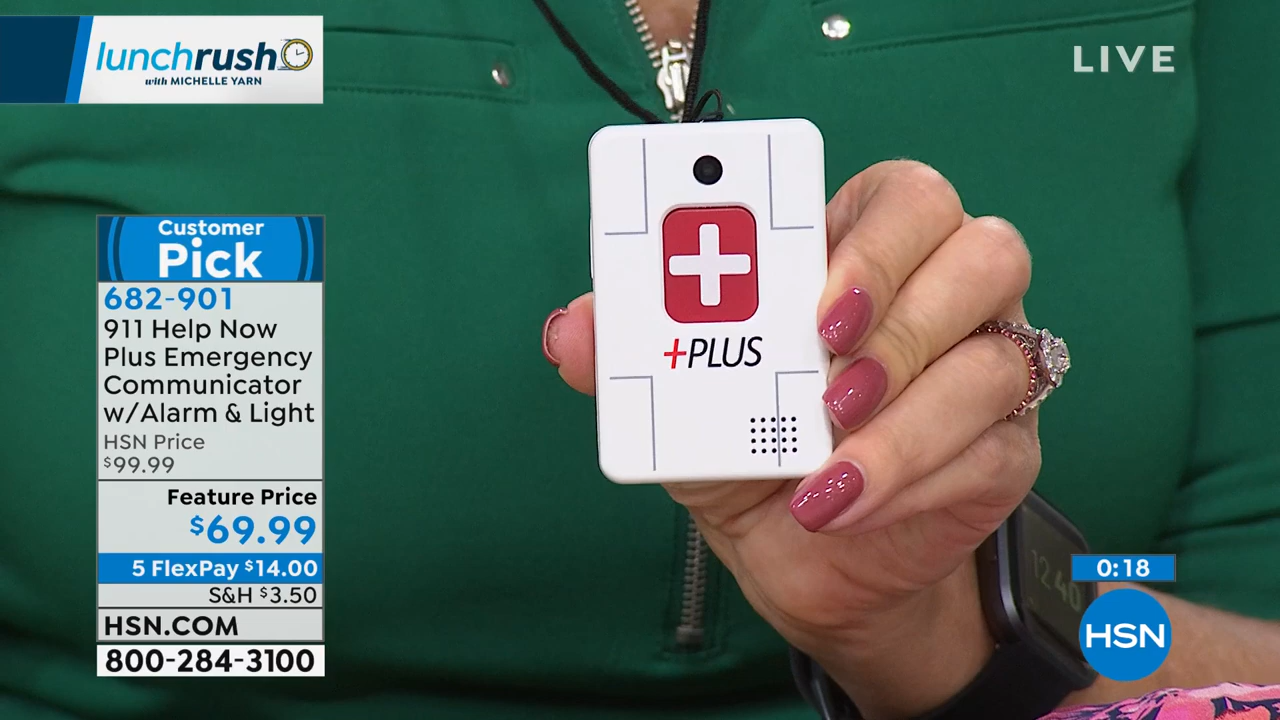 lunchrush
with MICHELLE YARN
LIVE
Customer
Pick
682-901
911 Help Now
Plus Emergency
Communicator
w/Alarm & Light
HSN Price
$99.99
Feature Price
$69.99
5 FlexPay $14.00
S&H $3.50
HSN.COM
800-284-3100
+PLUS
12:40
0:18
HSN